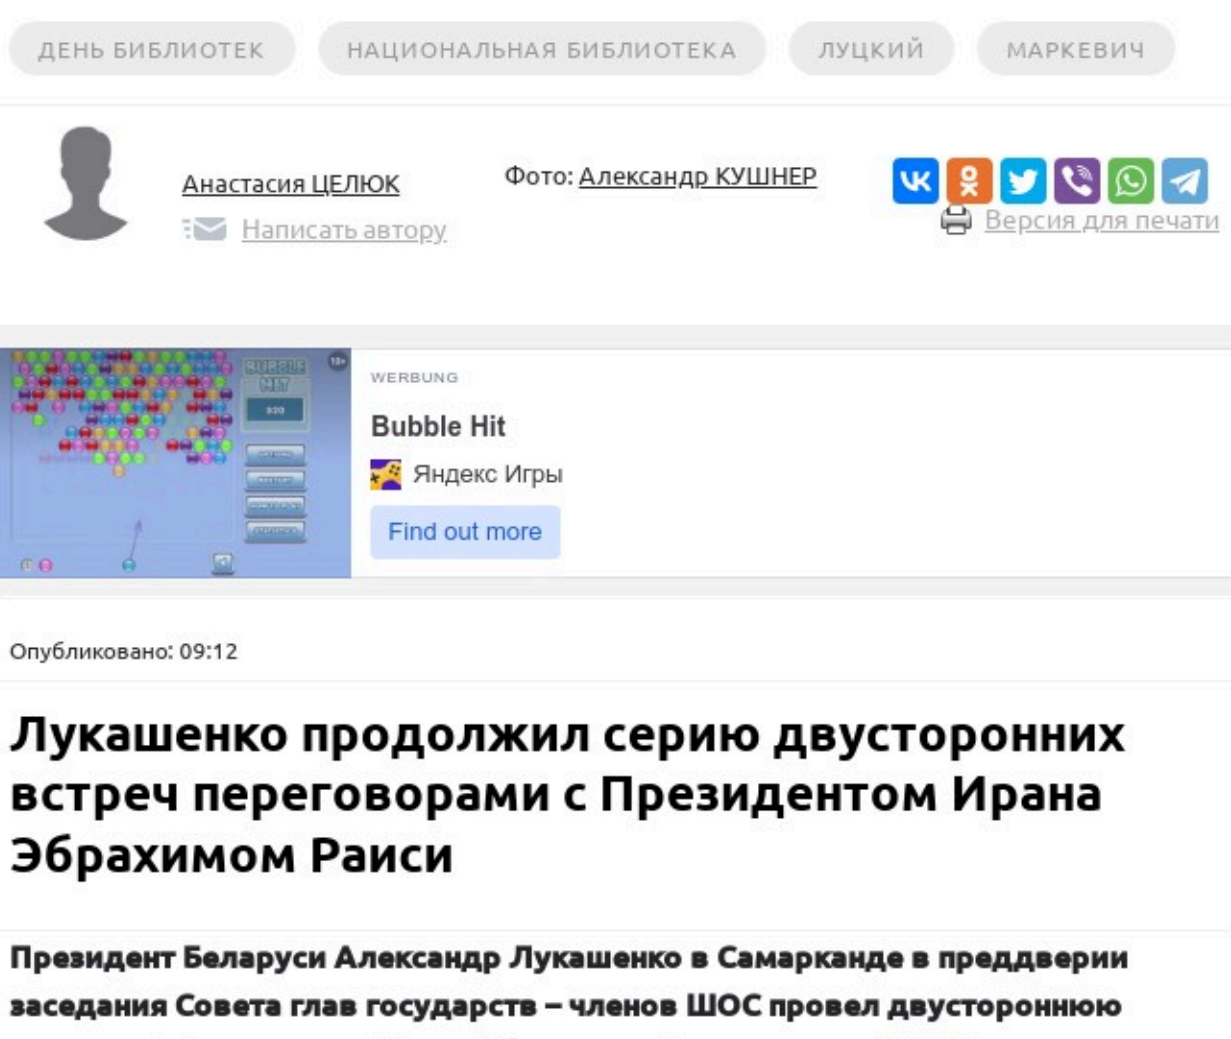 ДЕНЬ БИБЛИОТЕК НАЦИОНАЛЬНАЯ БИБЛИОТЕКА ЛУЦКИЙ МАРКЕВИЧ
Анастасия ЦЕЛЮК Фото: Александр КУШНЕР
Написать автору Версия для печати
BUBBLE
HIT
WERBUNG
Bubble Hit
Яндекс Игры
Find out more
Опубликовано: 09:12
Лукашенко продолжил серию двусторонних
встреч переговорами с Президентом Ирана
Эбрахимом Раиси
Президент Беларуси Александр Лукашенко в Самарканде в преддверии
заседания Совета глав государств – членов ШОС провел двустороннюю